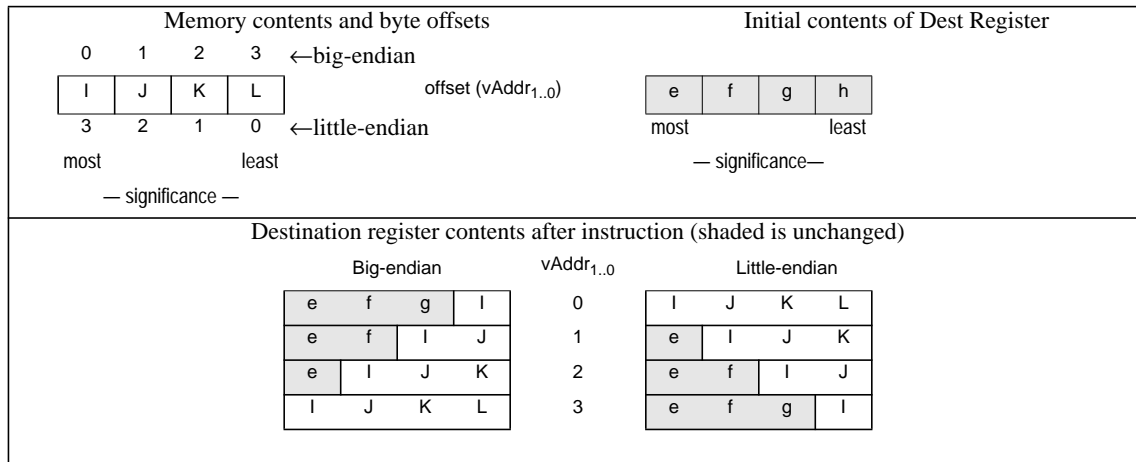 Memory contents and byte offsets
Initial contents of Dest Register
0 1 2 3 ←big-endian
I J K L
offset (vAddr1..0)
e f g h
3 2 1 0 ←little-endian
most least
— significance —
most least
— significance—
Destination register contents after instruction (shaded is unchanged)
Big-endian vAddr1..0 Little-endian
e f g I 0 I J K L
e f I J 1 e I J K
e I J K 2 e f I J
I J K L 3 e f g I